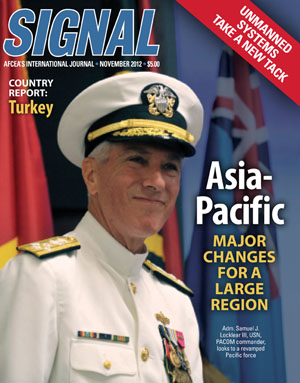 SIGNAL
AFCEA'S INTERNATIONAL JOURNAL • NOVEMBER 2012 • $5.00
UNMANNED
SYSTEMS
TAKE A NEW TACK
COUNTRY
REPORT:
Turkey
Asia-
Pacific
MAJOR
CHANGES
FOR A
LARGE
REGION
Adm. Samuel J.
Locklear III, USN,
PACOM commander,
looks to a revamped
Pacific force